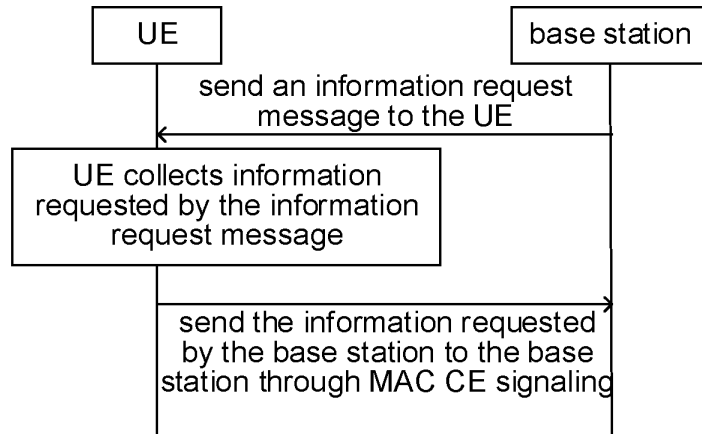 UE
base station
send an information request
message to the UE
UE collects information
requested by the information
request message
send the information requested
by the base station to the base
station through MAC CE signaling